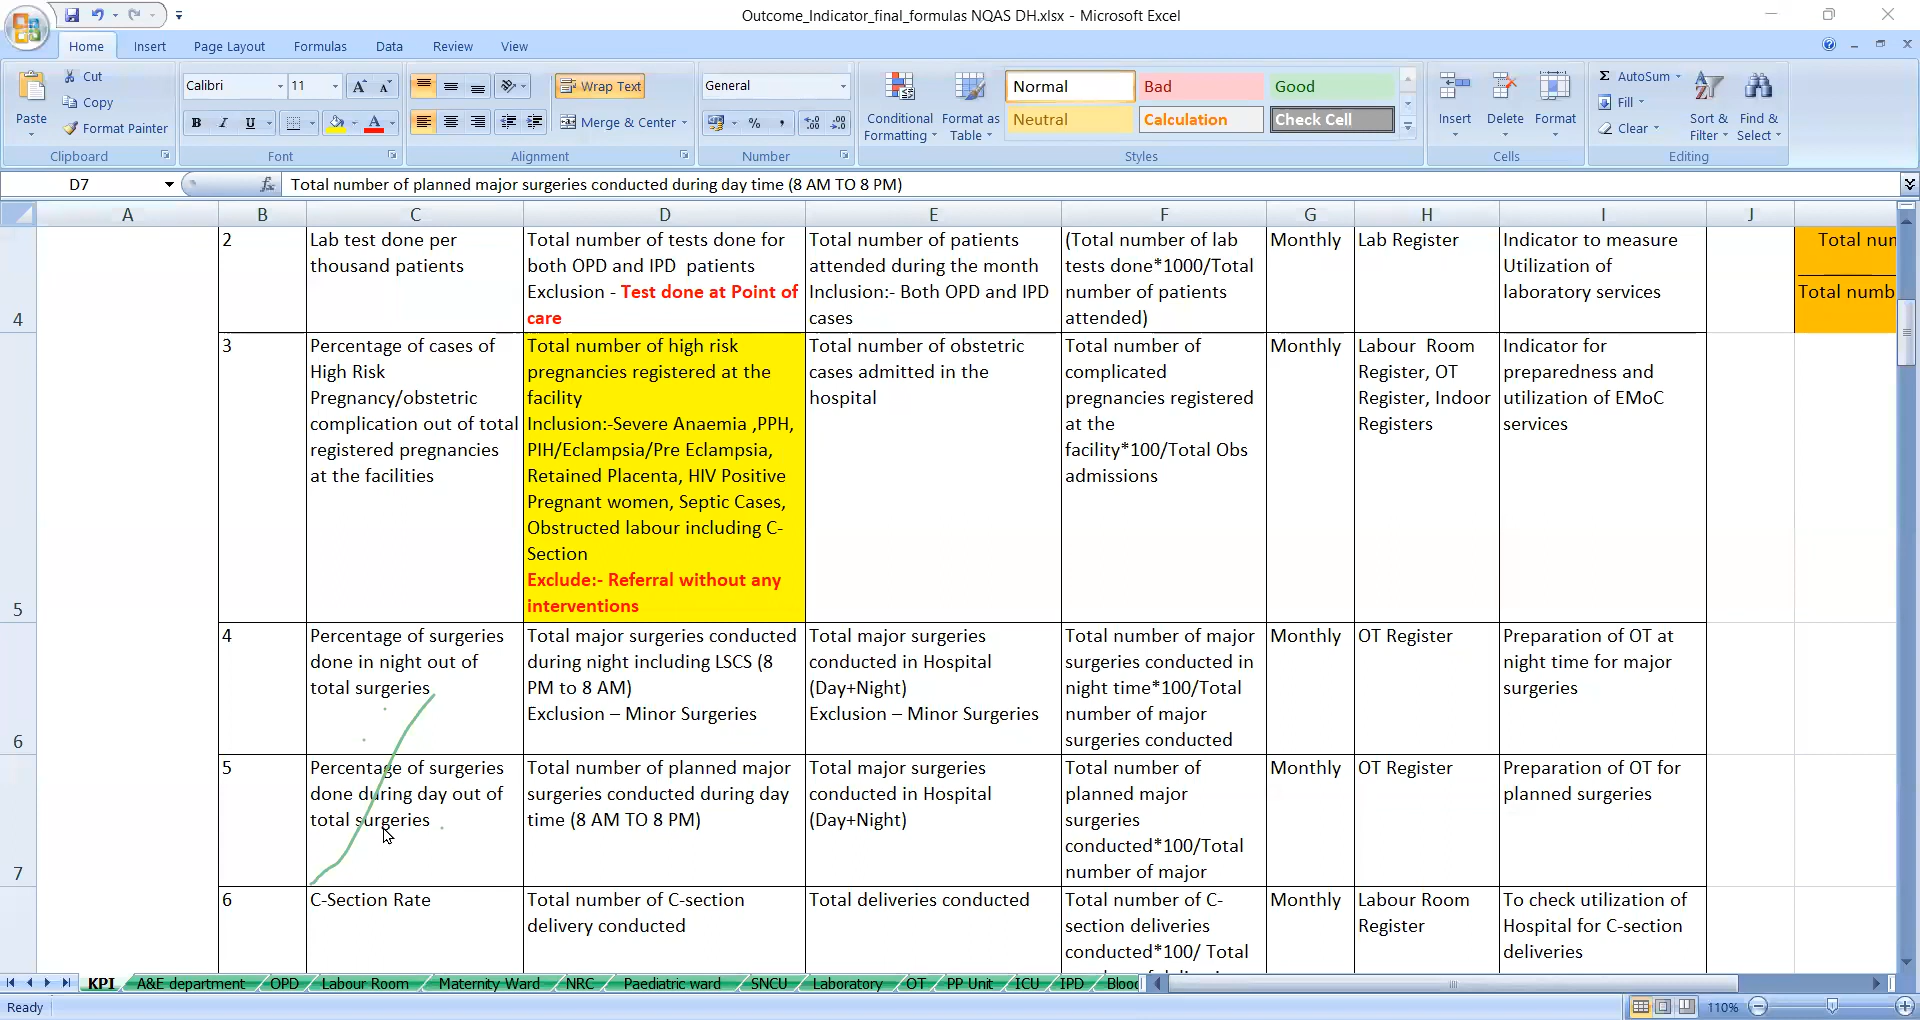 Outcome_Indicator_final_formulas NQAS DH.xlsx - Microsoft Excel
Home Insert Page Layout Formulas Data Review View
Paste
Cut
Copy
Format Painter
Clipboard
Calibri 11
B I U
Font
Wrap Text
Merge & Center
Alignment
General
%
Number
Conditional Formatting
Format as Table
Normal Bad Good
Neutral Calculation Check Cell
Styles
Insert Delete Format
Cells
Σ AutoSum
Fill
Clear
Sort & Filter
Find & Select
Editing
D7 fx Total number of planned major surgeries conducted during day time (8 AM TO 8 PM)
A B C D E F G H I J
4
2
Lab test done per
thousand patients
Total number of tests done for
both OPD and IPD patients
Exclusion - Test done at Point of
care
Total number of patients
attended during the month
Inclusion:- Both OPD and IPD
cases
(Total number of lab
tests done*1000/Total
number of patients
attended)
Monthly
Lab Register
Indicator to measure
Utilization of
laboratory services
Total num
Total numb
5
3
Percentage of cases of
High Risk
Pregnancy/obstetric
complication out of total
registered pregnancies
at the facilities
Total number of high risk
pregnancies registered at the
facility
Inclusion:-Severe Anaemia ,PPH,
PIH/Eclampsia/Pre Eclampsia,
Retained Placenta, HIV Positive
Pregnant women, Septic Cases,
Obstructed labour including C-
Section
Exclude:- Referral without any
interventions
Total number of obstetric
cases admitted in the
hospital
Total number of
complicated
pregnancies registered
at the
facility*100/Total Obs
admissions
Monthly
Labour Room
Register, OT
Register, Indoor
Registers
Indicator for
preparedness and
utilization of EMoC
services
6
4
Percentage of surgeries
done in night out of
total surgeries
Total major surgeries conducted
during night including LSCS (8
PM to 8 AM)
Exclusion – Minor Surgeries
Total major surgeries
conducted in Hospital
(Day+Night)
Exclusion – Minor Surgeries
Total number of major
surgeries conducted in
night time*100/Total
number of major
surgeries conducted
Monthly
OT Register
Preparation of OT at
night time for major
surgeries
7
5
Percentage of surgeries
done during day out of
total surgeries
Total number of planned major
surgeries conducted during day
time (8 AM TO 8 PM)
Total major surgeries
conducted in Hospital
(Day+Night)
Total number of
planned major
surgeries
conducted*100/Total
number of major
Monthly
OT Register
Preparation of OT for
planned surgeries
6
C-Section Rate
Total number of C-section
delivery conducted
Total deliveries conducted
Total number of C-
section deliveries
conducted*100/ Total
Monthly
Labour Room
Register
To check utilization of
Hospital for C-section
deliveries
KPI A&E department OPD Labour Room Maternity Ward NRC Paediatric ward SNCU Laboratory OT PP Unit ICU IPD Blood
Ready 110%